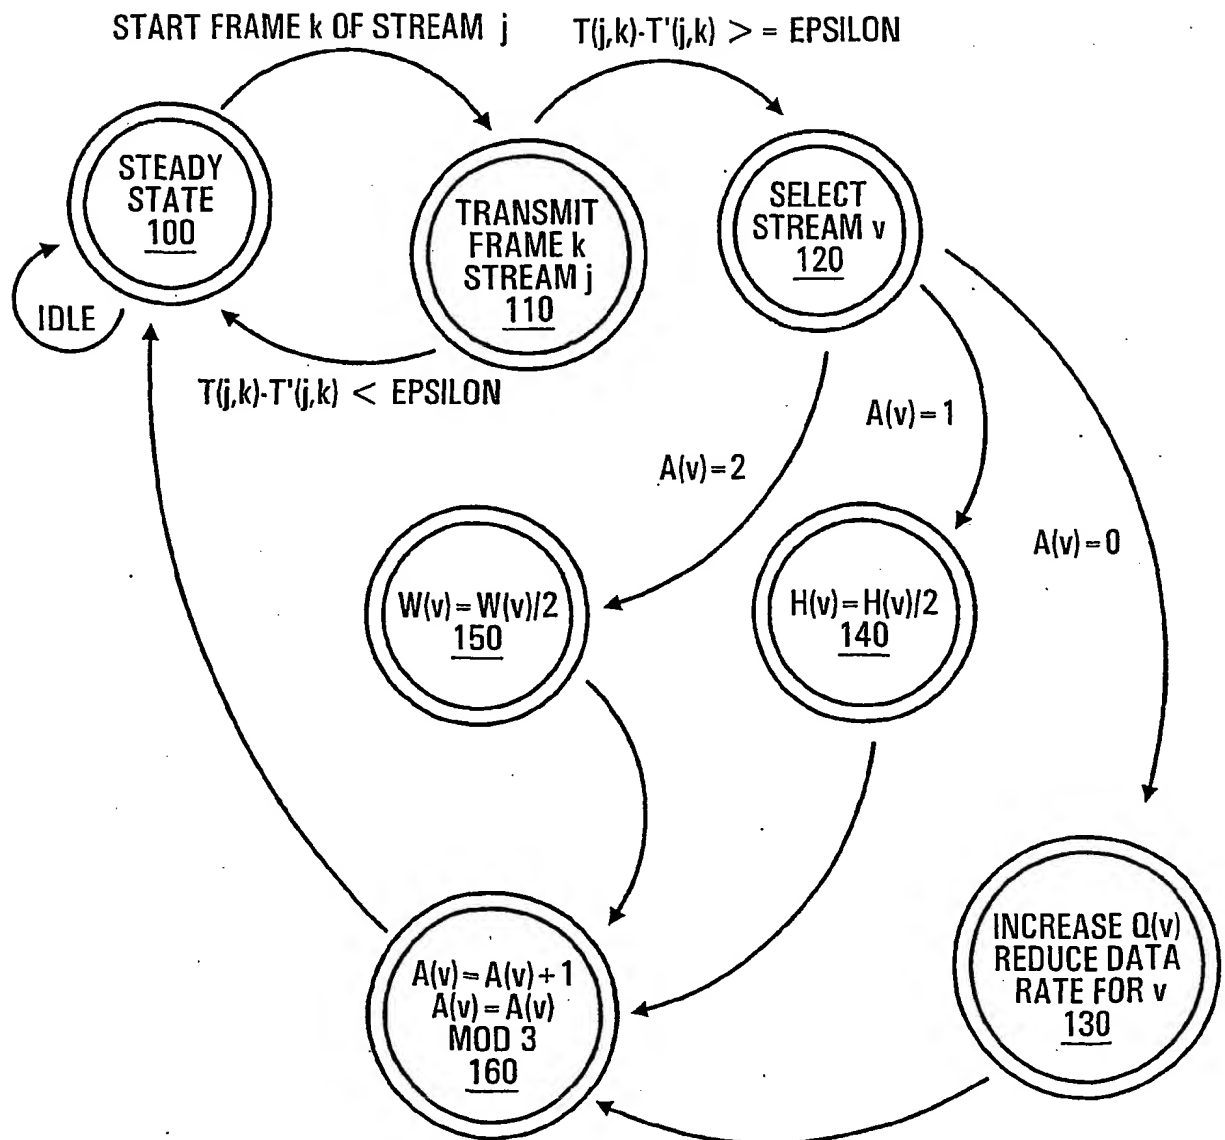 START FRAME k OF STREAM j
T(j,k)-T'(j,k) > = EPSILON
STEADY
STATE
100
IDLE
TRANSMIT
FRAME k
STREAM j
110
SELECT
STREAM v
120
T(j,k)-T'(j,k) < EPSILON
A(v)=2
A(v)=1
A(v)=0
W(v)=W(v)/2
150
H(v)=H(v)/2
140
INCREASE Q(v)
REDUCE DATA
RATE FOR v
130
A(v)=A(v)+1
A(v)=A(v)
MOD 3
160